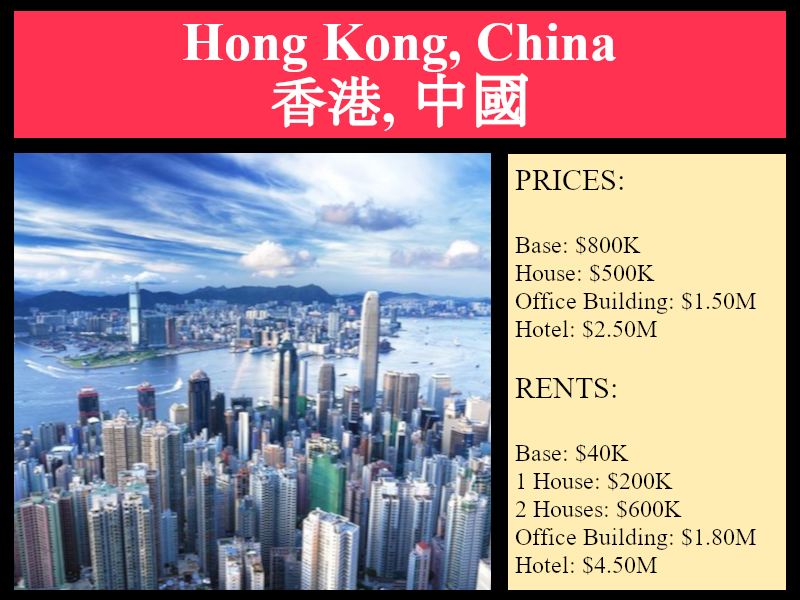 Hong Kong, China
香港, 中國
PRICES:
Base: $800K
House: $500K
Office Building: $1.50M
Hotel: $2.50M
RENTS:
Base: $40K
1 House: $200K
2 Houses: $600K
Office Building: $1.80M
Hotel: $4.50M